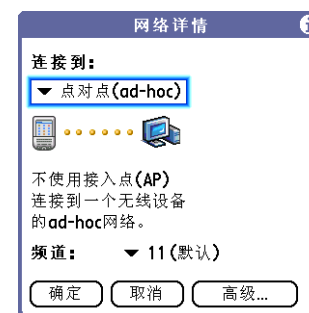 网络详情
连接到:
点对点(ad-hoc)
不使用接入点(AP)
连接到一个无线设备
的ad-hoc网络。
频道: 11(默认)
确定 取消 高级...